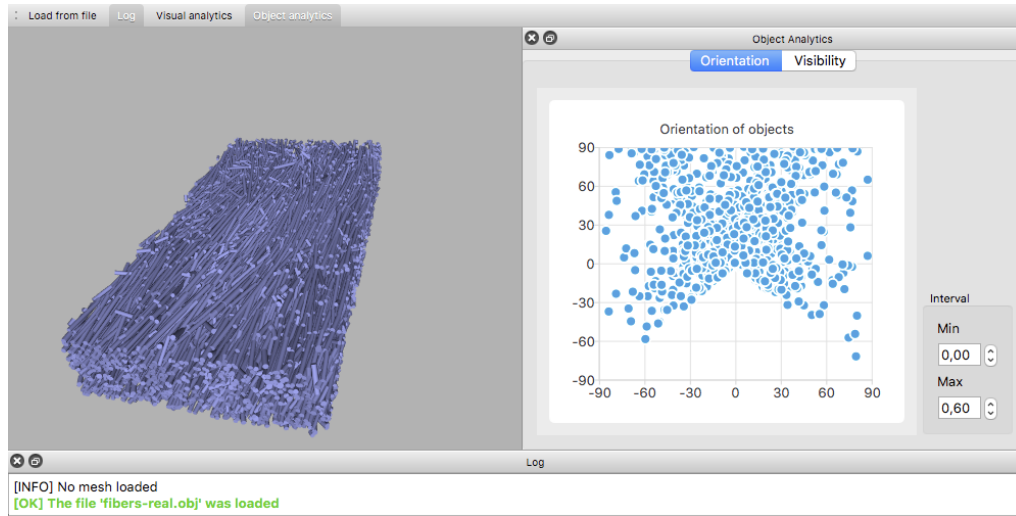 Load from file Log Visual analytics Object analytics
Object Analytics
Orientation Visibility
Orientation of objects
90
60
30
0
-30
-60
-90
-90 -60 -30 0 30 60 90
Interval
Min
0,00
Max
0,60
Log
[INFO] No mesh loaded
[OK] The file 'fibers-real.obj' was loaded